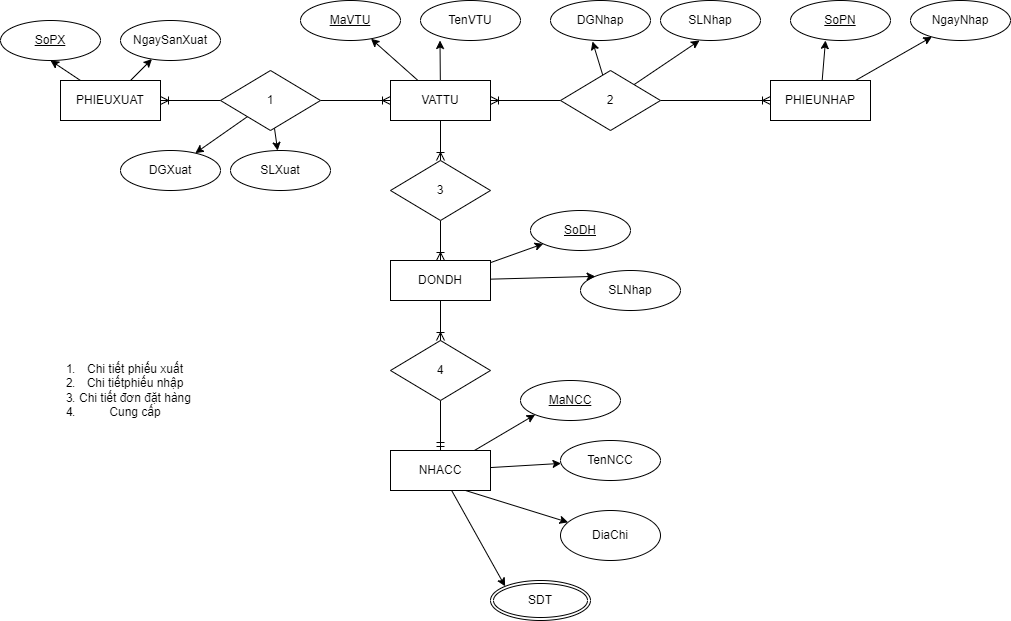 MaVTU
TenVTU
DGNhap
SLNhap
SoPN
NgayNhap
SoPX
NgaySanXuat
PHIEUXUAT
1
VATTU
2
PHIEUNHAP
DGXuat
SLXuat
3
SoDH
DONDH
SLNhap
4
1. Chi tiết phiếu xuất
2. Chi tiếtphiếu nhập
3. Chi tiết đơn đặt hàng
4. Cung cấp
MaNCC
NHACC
TenNCC
DiaChi
SDT